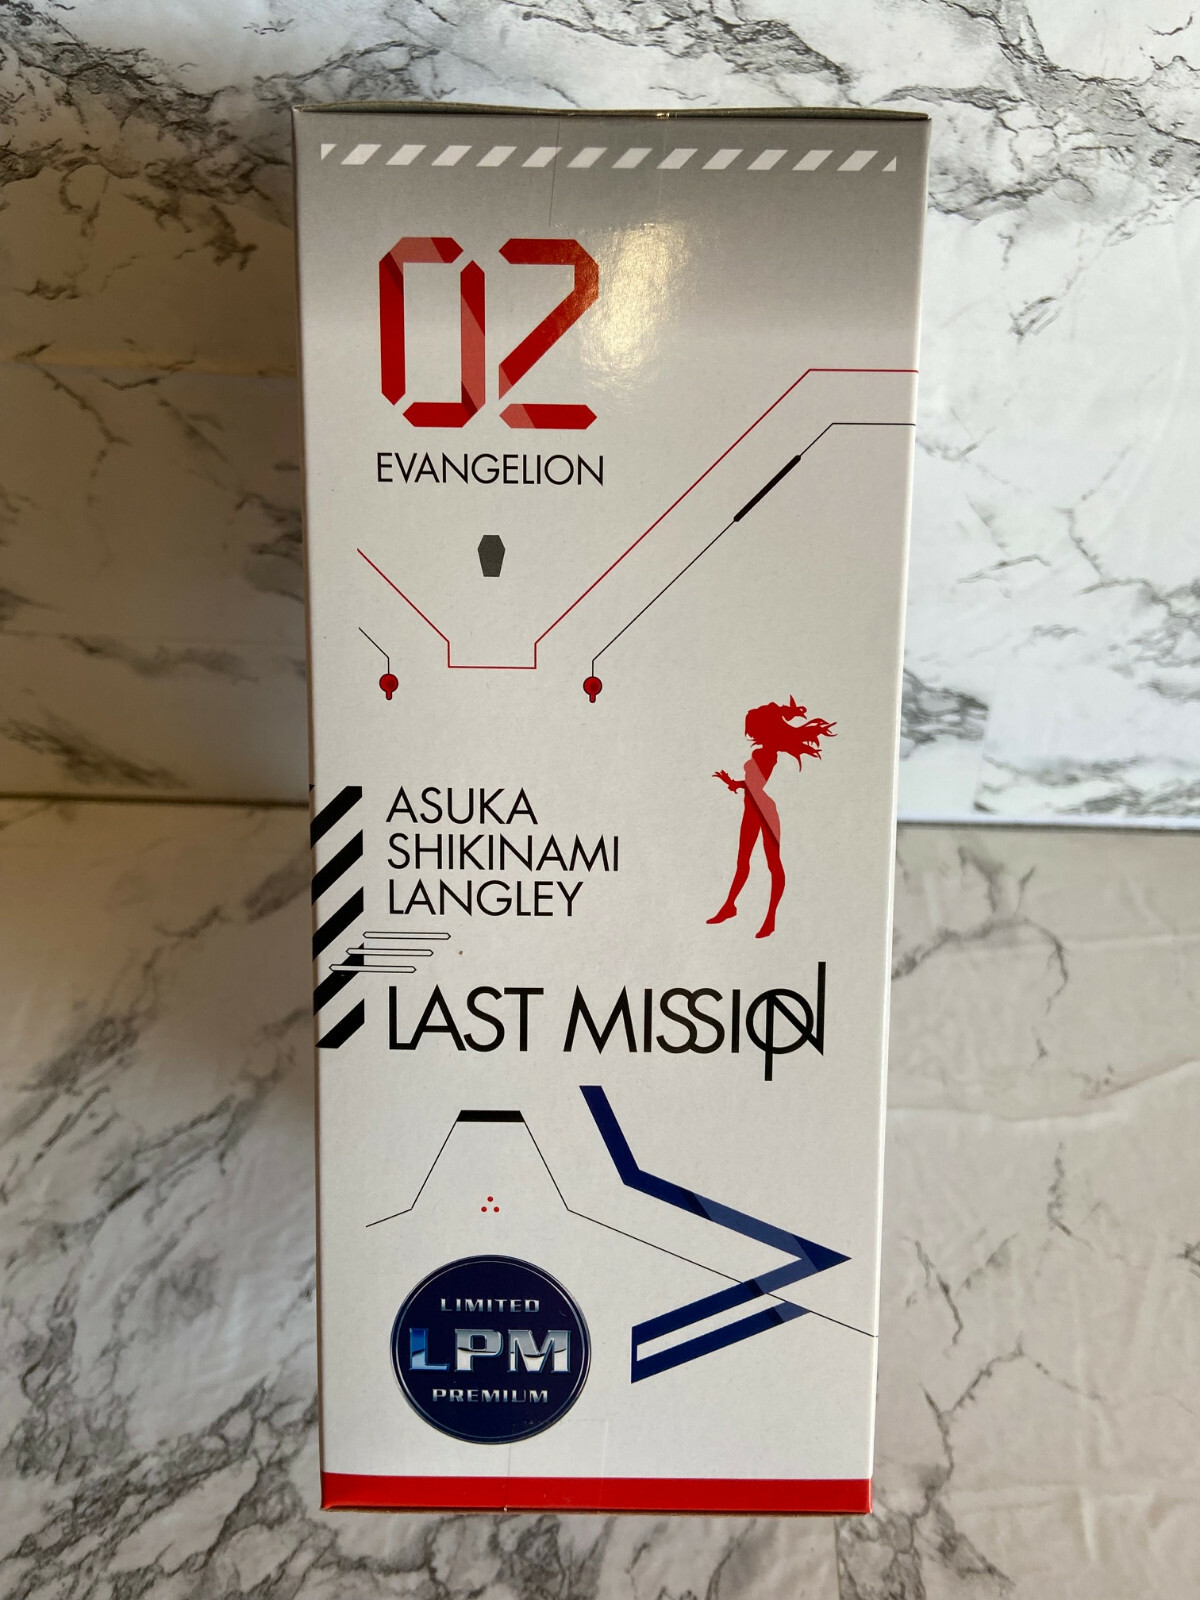 02
EVANGELION
ASUKA
SHIKINAMI
LANGLEY
LAST MISSION
LIMITED
LPM
PREMIUM